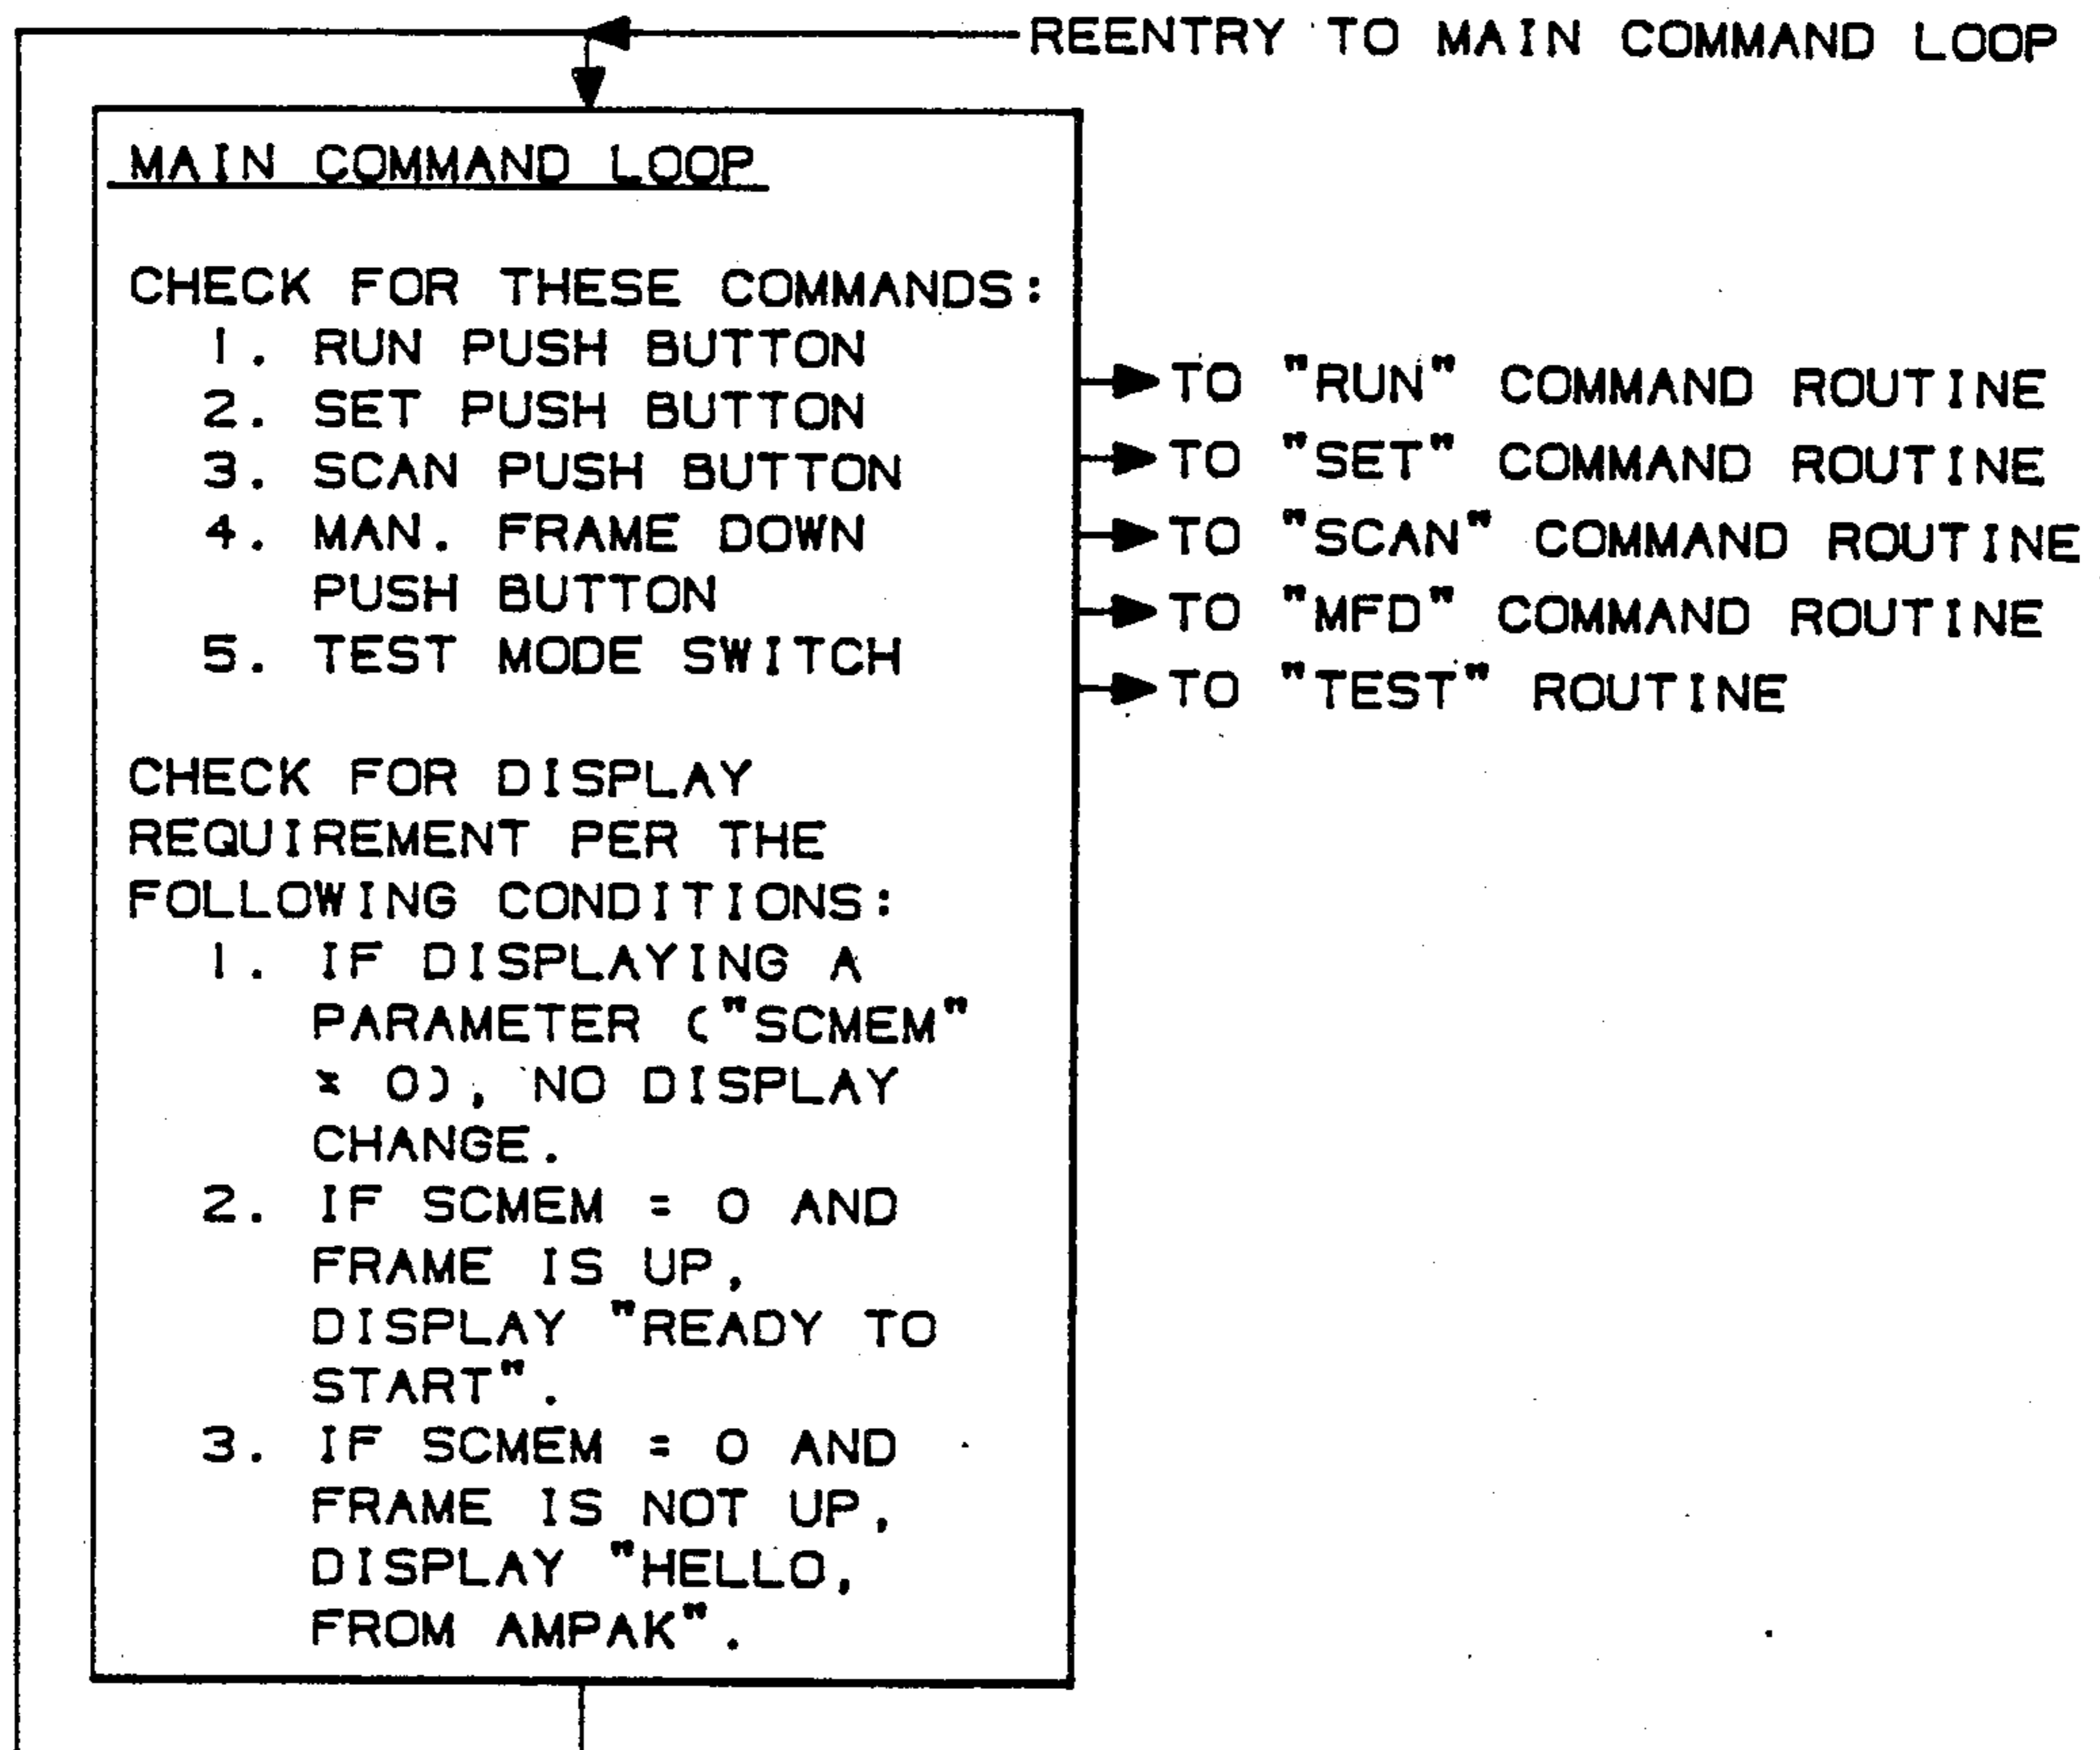 REENTRY TO MAIN COMMAND LOOP
MAIN COMMAND LOOP
CHECK FOR THESE COMMANDS:
1. RUN PUSH BUTTON
2. SET PUSH BUTTON
3. SCAN PUSH BUTTON
4. MAN. FRAME DOWN
PUSH BUTTON
5. TEST MODE SWITCH
TO "RUN" COMMAND ROUTINE
TO "SET" COMMAND ROUTINE
TO "SCAN" COMMAND ROUTINE
TO "MFD" COMMAND ROUTINE
TO "TEST" ROUTINE
CHECK FOR DISPLAY
REQUIREMENT PER THE
FOLLOWING CONDITIONS:
1. IF DISPLAYING A
PARAMETER ("SCMEM"
0), NO DISPLAY
CHANGE.
2. IF SCMEM = 0 AND
FRAME IS UP,
DISPLAY "READY TO
START".
3. IF SCMEM = 0 AND
FRAME IS NOT UP,
DISPLAY "HELLO,
FROM AMPAK".